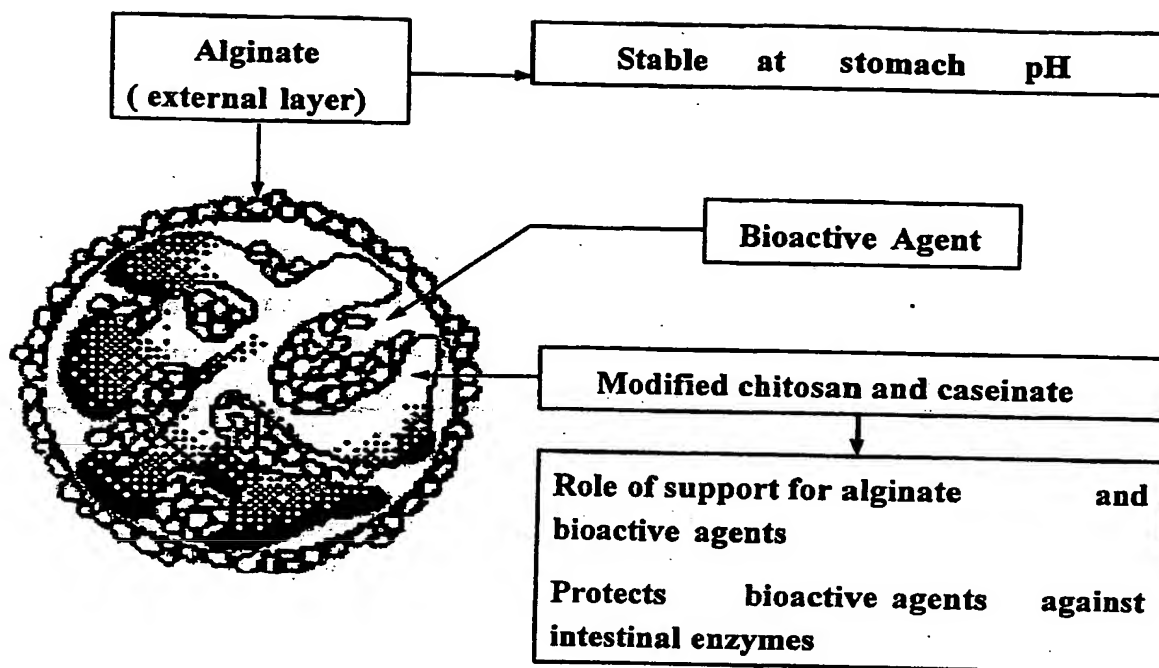 Alginate
( external layer)
Stable at stomach pH
Bioactive Agent
Modified chitosan and caseinate
Role of support for alginate and
bioactive agents
Protects bioactive agents against
intestinal enzymes